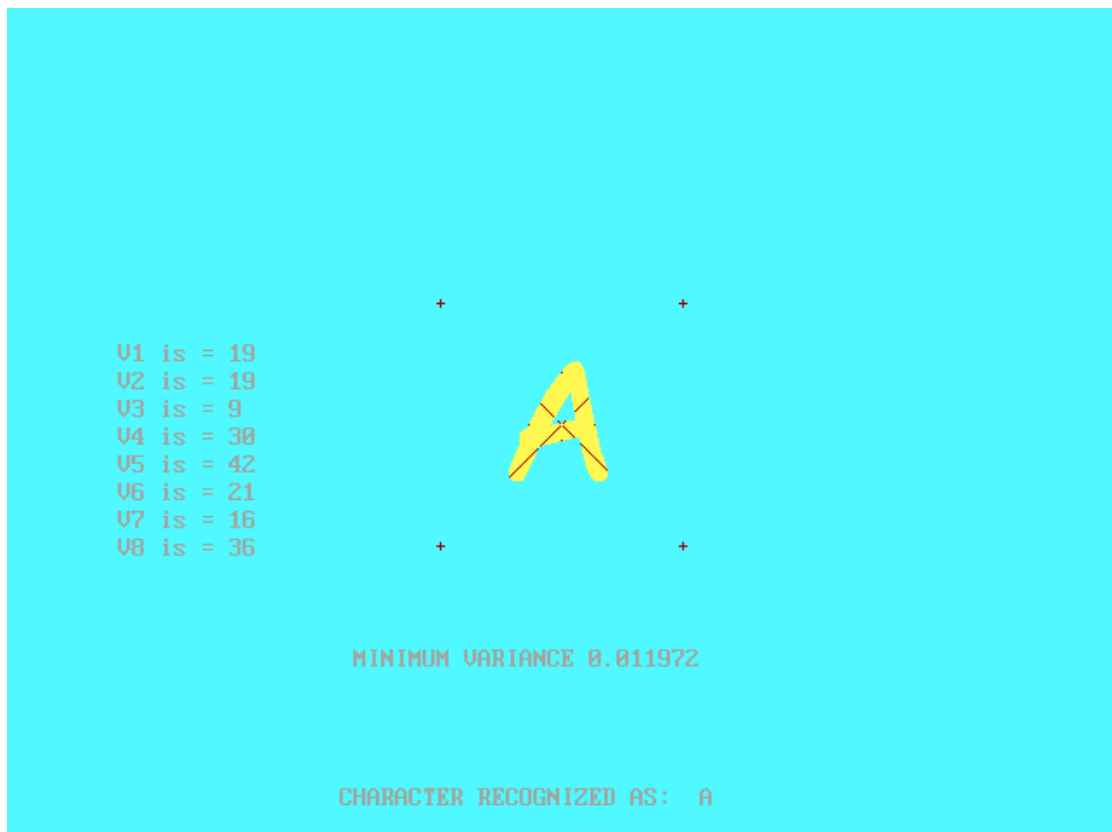 A
V1 is = 19
V2 is = 19
V3 is = 9
V4 is = 30
V5 is = 42
V6 is = 21
V7 is = 16
V8 is = 36
MINIMUM VARIANCE 0.011972
CHARACTER RECOGNIZED AS: A